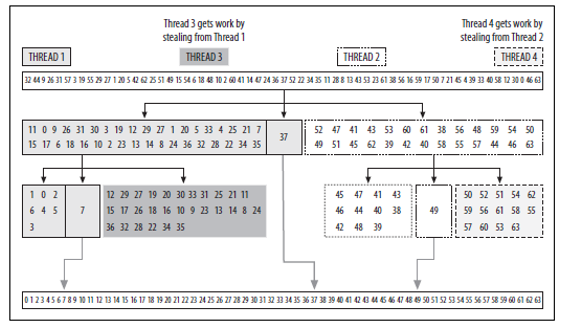 Thread 3 gets work by
stealing from Thread 1
Thread 4 gets work by
stealing from Thread 2
THREAD 1
THREAD 3
THREAD 2
THREAD 4
32 44 9 26 31 57 3 19 55 29 27 1 20 5 42 62 25 51 49 15 54 6 18 48 10 2 60 41 14 47 24 36 37 52 22 34 35 11 28 8 13 43 53 23 61 38 56 16 59 17 50 7 21 45 4 39 33 40 58 12 30 0 46 63
11 0 9 26 31 30 3 19 12 29 27 1 20 5 33 4 25 21 7
15 17 6 18 16 10 2 23 13 14 8 24 36 32 28 22 34 35
37
52 47 41 43 53 60 61 38 56 48 59 54 50
49 51 45 62 39 42 40 58 55 57 44 46 63
1 0 2
6 4 5
3
7
12 29 27 19 20 30 33 31 25 21 11
15 17 26 18 16 10 9 23 13 14 8 24
36 32 28 22 34 35
45 47 41 43
46 44 40 38
42 48 39
49
50 52 51 54 62
59 56 61 58 55
57 60 53 63
0 1 2 3 4 5 6 7 8 9 10 11 12 13 14 15 16 17 18 19 20 21 22 23 24 25 26 27 28 29 30 31 32 33 34 35 36 37 38 39 40 41 42 43 44 45 46 47 48 49 50 51 52 53 54 55 56 57 58 59 60 61 62 63